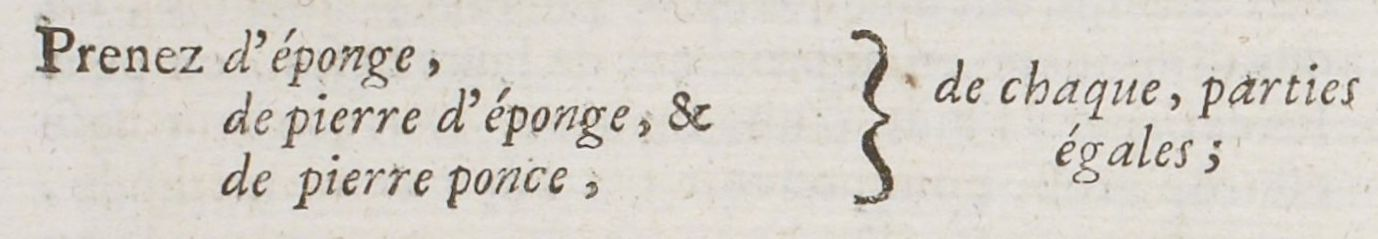 Prenez d'éponge,
de pierre d'éponge, &
de pierre ponce,
de chaque, parties
égales;